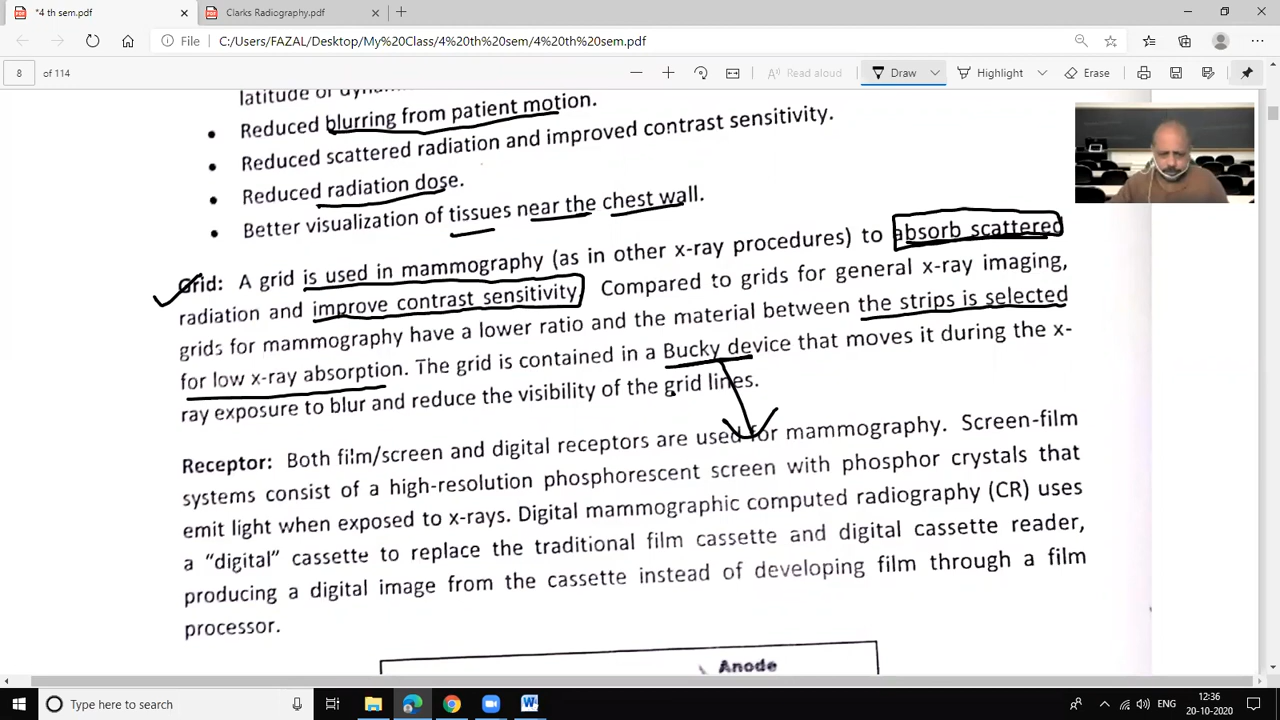 *4 th sem.pdf
Clarks Radiography.pdf
File
C:/Users/FAZAL/Desktop/My%20Class/4%20th%20sem/4%20th%20sem.pdf
8 of 114
Read aloud
Draw
Highlight
Erase
latitude or
• Reduced blurring from patient motion.
• Reduced scattered radiation and improved contrast sensitivity.
• Reduced radiation dose.
• Better visualization of tissues near the chest wall.
Grid: A grid is used in mammography (as in other x-ray procedures) to absorb scattered
radiation and improve contrast sensitivity Compared to grids for general x-ray imaging,
grids for mammography have a lower ratio and the material between the strips is selected
for low x-ray absorption. The grid is contained in a Bucky device that moves it during the x-
ray exposure to blur and reduce the visibility of the grid lines.
Receptor: Both film/screen and digital receptors are used for mammography. Screen-film
systems consist of a high-resolution phosphorescent screen with phosphor crystals that
emit light when exposed to x-rays. Digital mammographic computed radiography (CR) uses
a “digital” cassette to replace the traditional film cassette and digital cassette reader,
producing a digital image from the cassette instead of developing film through a film
processor.
Anode
Type here to search
ENG
12:36
20-10-2020